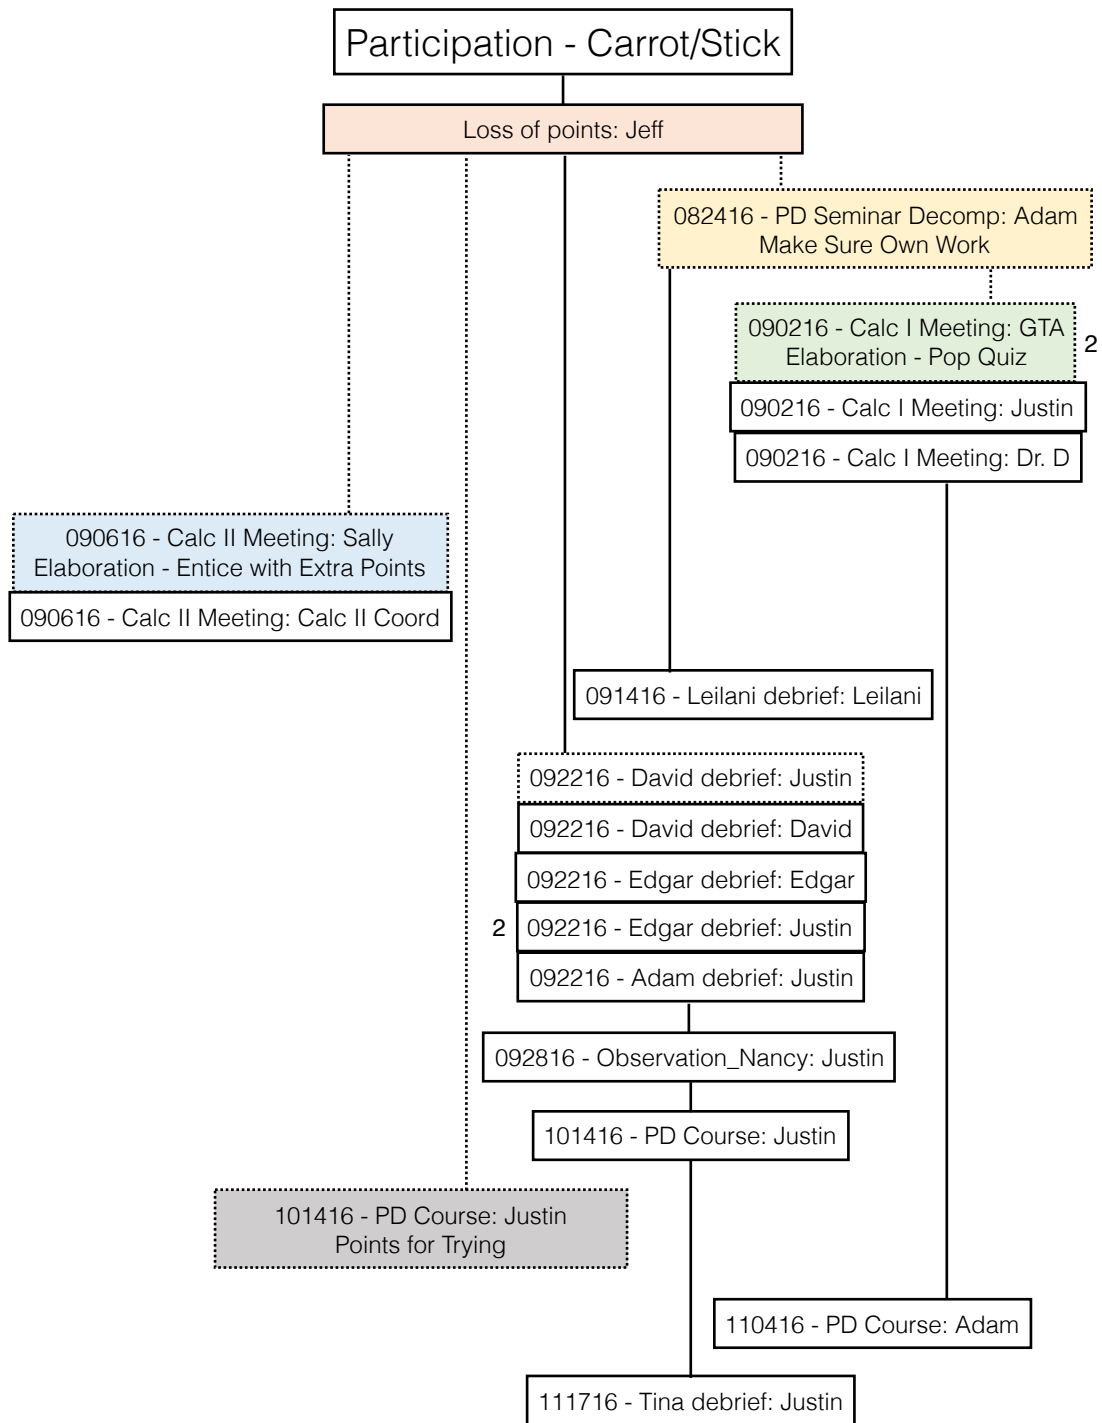 Participation - Carrot/Stick
Loss of points: Jeff
082416 - PD Seminar Decomp: Adam
Make Sure Own Work
090216 - Calc I Meeting: GTA
Elaboration - Pop Quiz
2
090216 - Calc I Meeting: Justin
090216 - Calc I Meeting: Dr. D
090616 - Calc II Meeting: Sally
Elaboration - Entice with Extra Points
090616 - Calc II Meeting: Calc II Coord
091416 - Leilani debrief: Leilani
092216 - David debrief: Justin
092216 - David debrief: David
092216 - Edgar debrief: Edgar
2
092216 - Edgar debrief: Justin
092216 - Adam debrief: Justin
092816 - Observation_Nancy: Justin
101416 - PD Course: Justin
101416 - PD Course: Justin
Points for Trying
110416 - PD Course: Adam
111716 - Tina debrief: Justin